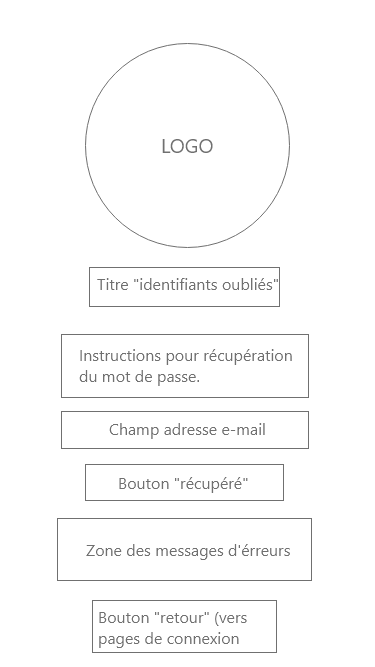 LOGO
Titre "identifiants oubliés"
Instructions pour récupération
du mot de passe.
Champ adresse e-mail
Bouton "récupéré"
Zone des messages d'érreurs
Bouton "retour" (vers
pages de connexion